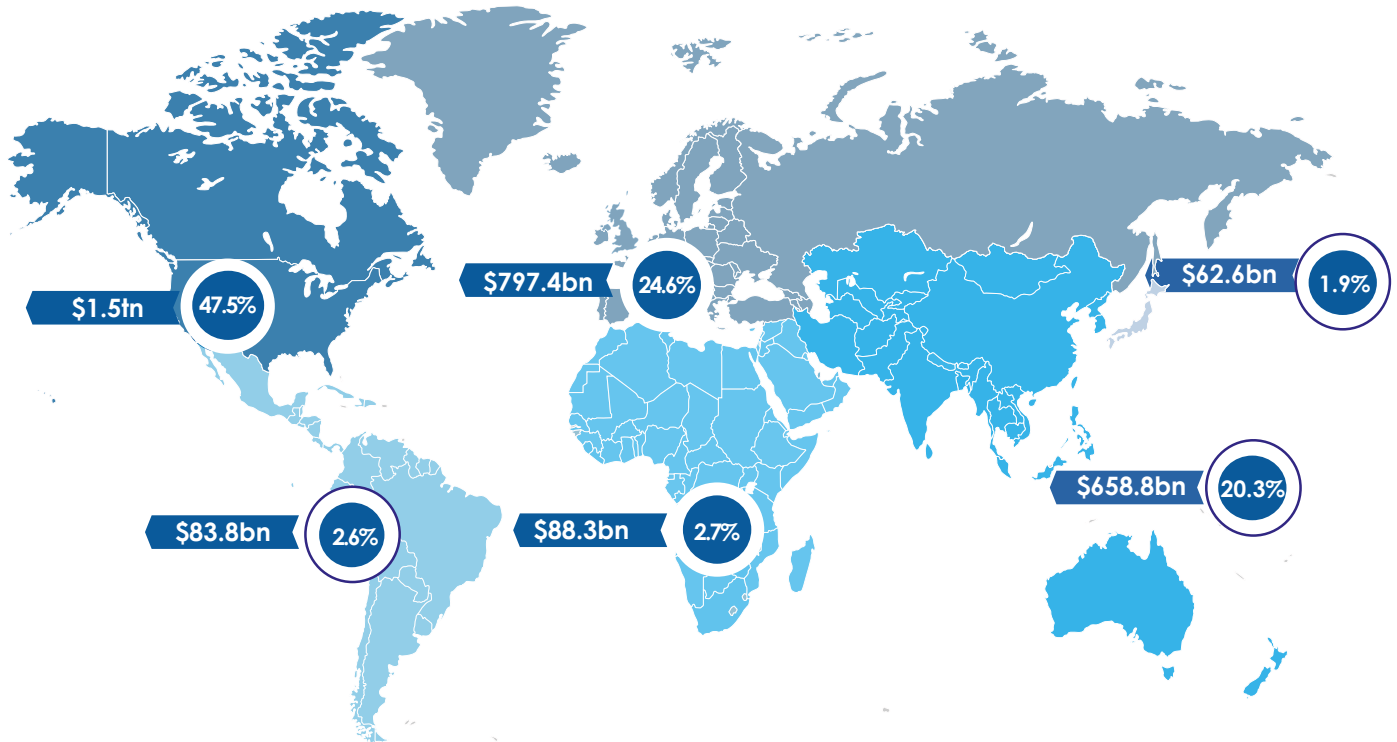 $797.4bn
24.6%
$62.6bn
1.9%
$1.5tn
47.5%
$658.8bn
20.3%
$83.8bn
2.6%
$88.3bn
2.7%